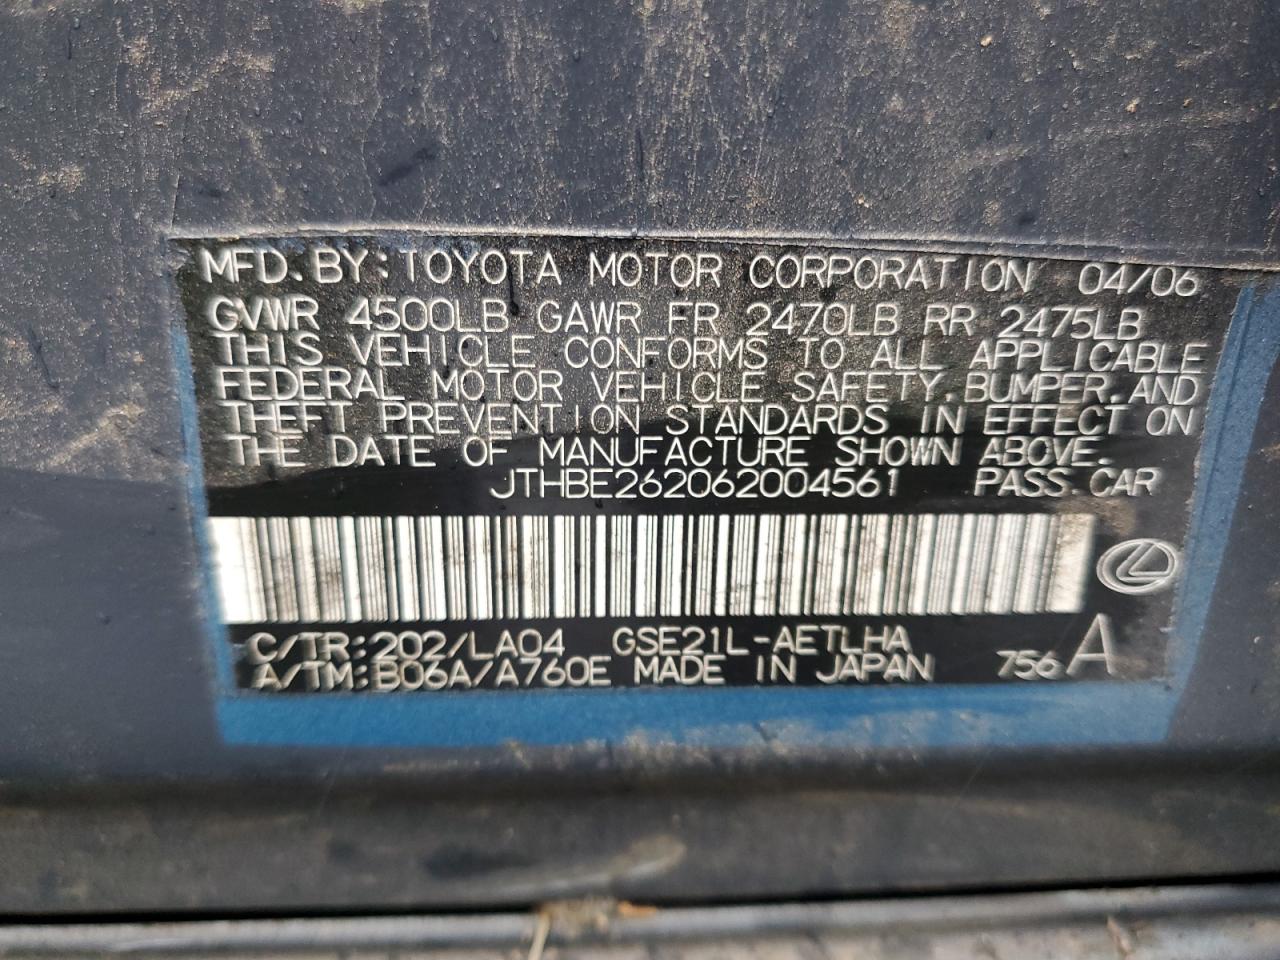 MFD. BY: TOYOTA MOTOR CORPORATION 04/06
GVWR 4500LB GAWR FR 2470LB RR 2475LB
THIS VEHICLE CONFORMS TO ALL APPLICABLE
FEDERAL MOTOR VEHICLE SAFETY, BUMPER, AND
THEFT PREVENTION STANDARDS IN EFFECT ON
THE DATE OF MANUFACTURE SHOWN ABOVE.
JTHBE262062004561 PASS. CAR
C/TR: 202/LA04 GSE21L-AETLHA
A/TM: B06A/A760E MADE IN JAPAN 756 A